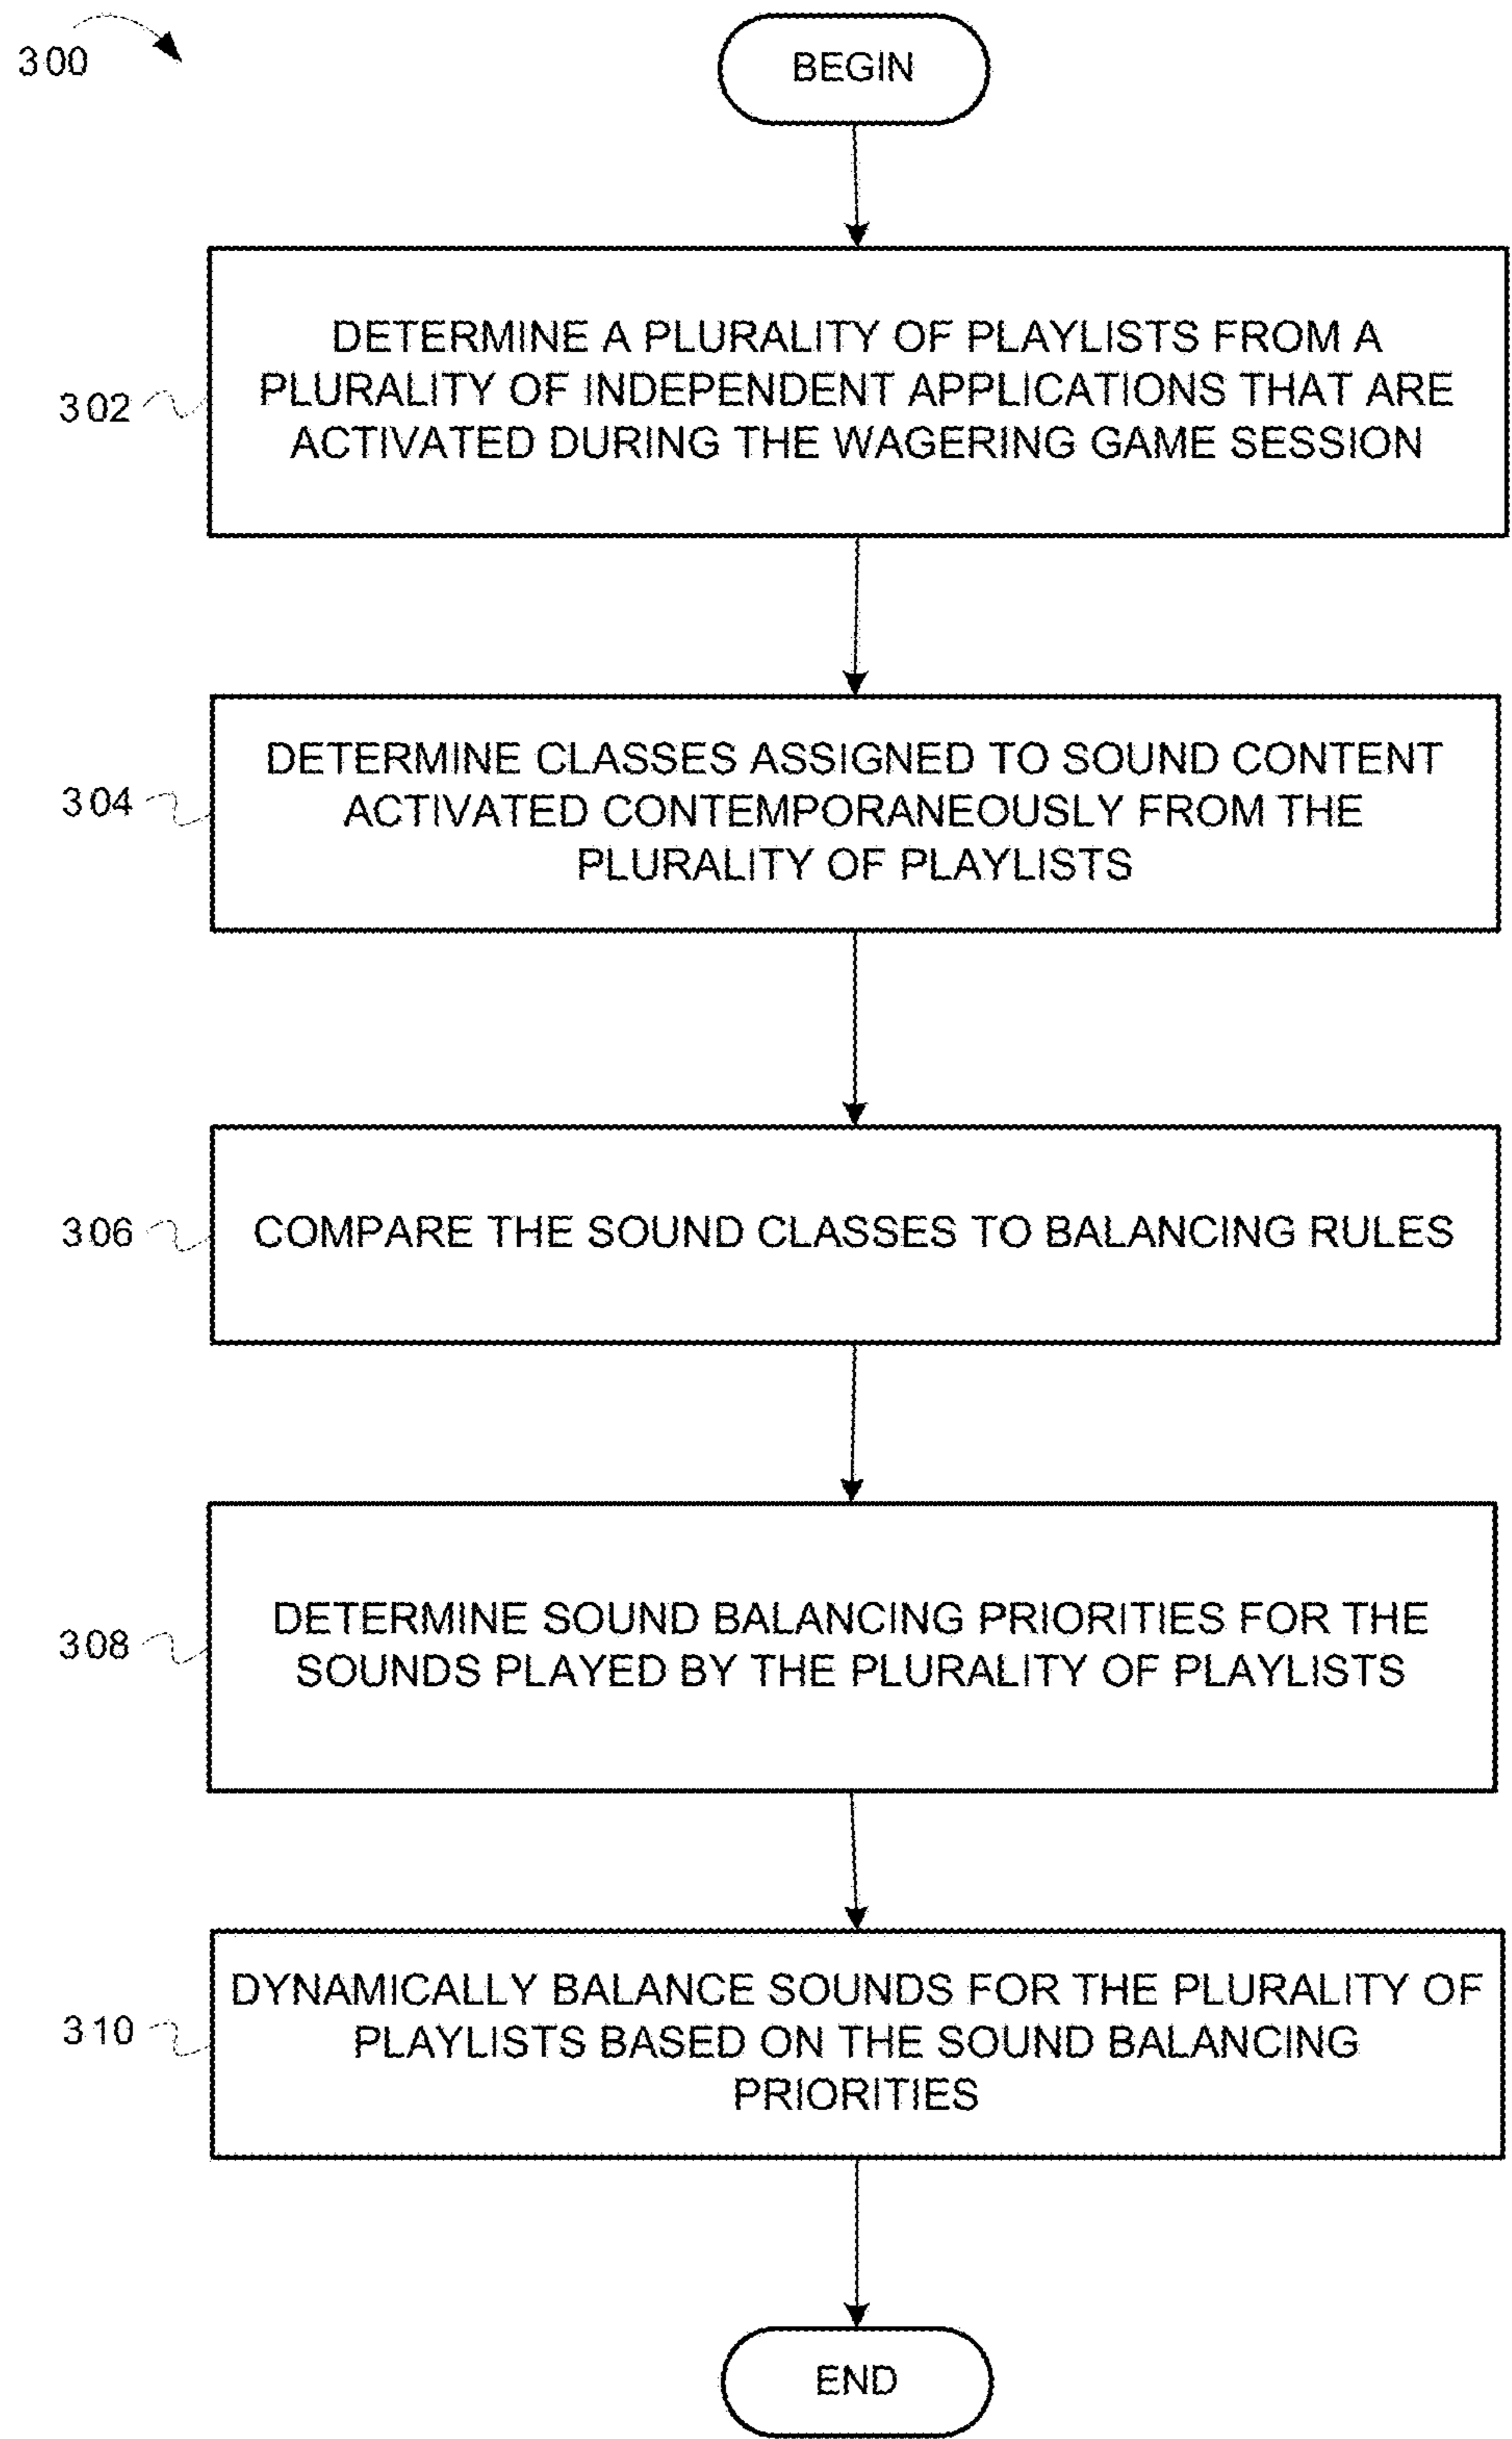 300
BEGIN
302
DETERMINE A PLURALITY OF PLAYLISTS FROM A
PLURALITY OF INDEPENDENT APPLICATIONS THAT ARE
ACTIVATED DURING THE WAGERING GAME SESSION
304
DETERMINE CLASSES ASSIGNED TO SOUND CONTENT
ACTIVATED CONTEMPORANEOUSLY FROM THE
PLURALITY OF PLAYLISTS
306
COMPARE THE SOUND CLASSES TO BALANCING RULES
308
DETERMINE SOUND BALANCING PRIORITIES FOR THE
SOUNDS PLAYED BY THE PLURALITY OF PLAYLISTS
310
DYNAMICALLY BALANCE SOUNDS FOR THE PLURALITY OF
PLAYLISTS BASED ON THE SOUND BALANCING
PRIORITIES
END